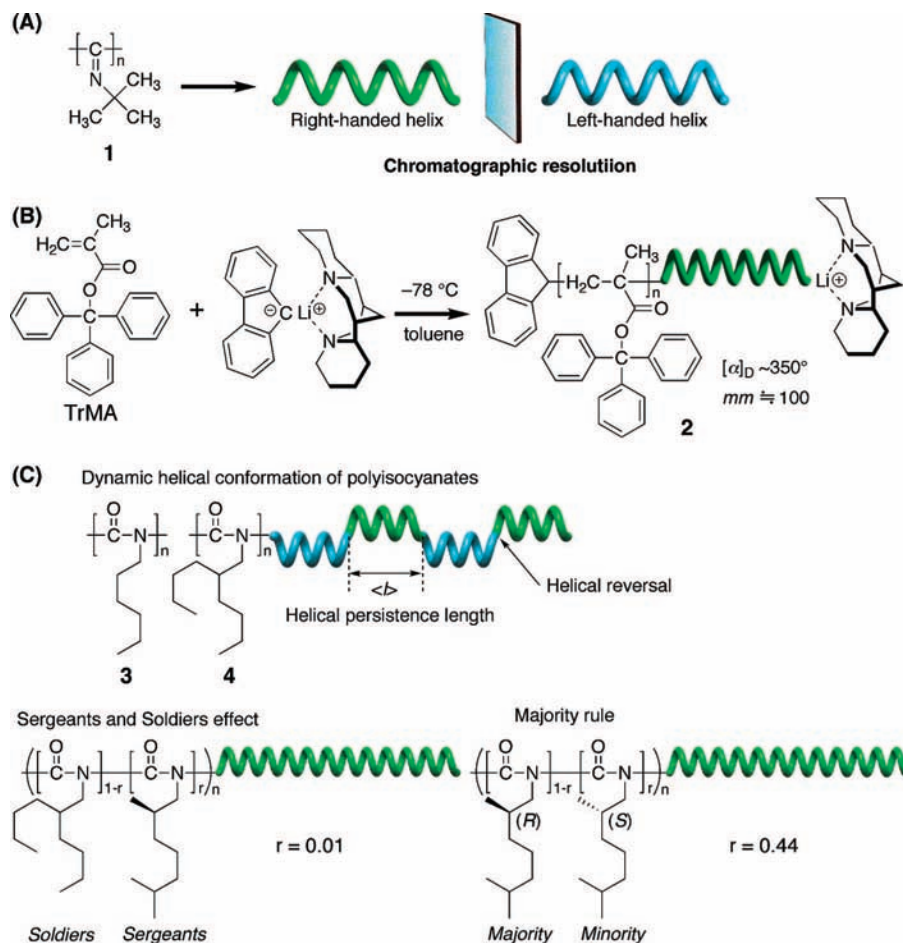 (A)
C
n
N
CH3
H3C
CH3
1
Right-handed helix
Left-handed helix
Chromatographic resolutiion
(B)
CH3
H2C
O
O
C
TrMA
+
⊖
C
Li⊕
N
N
–78 °C
toluene
H2C
CH3
C
n
O
O
C
Li⊕
N
N
[α]D ~350°
mm ≒ 100
2
(C)
Dynamic helical conformation of polyisocyanates
O
C–N
n
O
C–N
n
<l>
Helical reversal
Helical persistence length
3
4
Sergeants and Soldiers effect
Majority rule
O
C–N
1-r
O
C–N
r
n
O
C–N
1-r
O
C–N
r
n
(R)
(S)
r = 0.01
r = 0.44
Soldiers
Sergeants
Majority
Minority